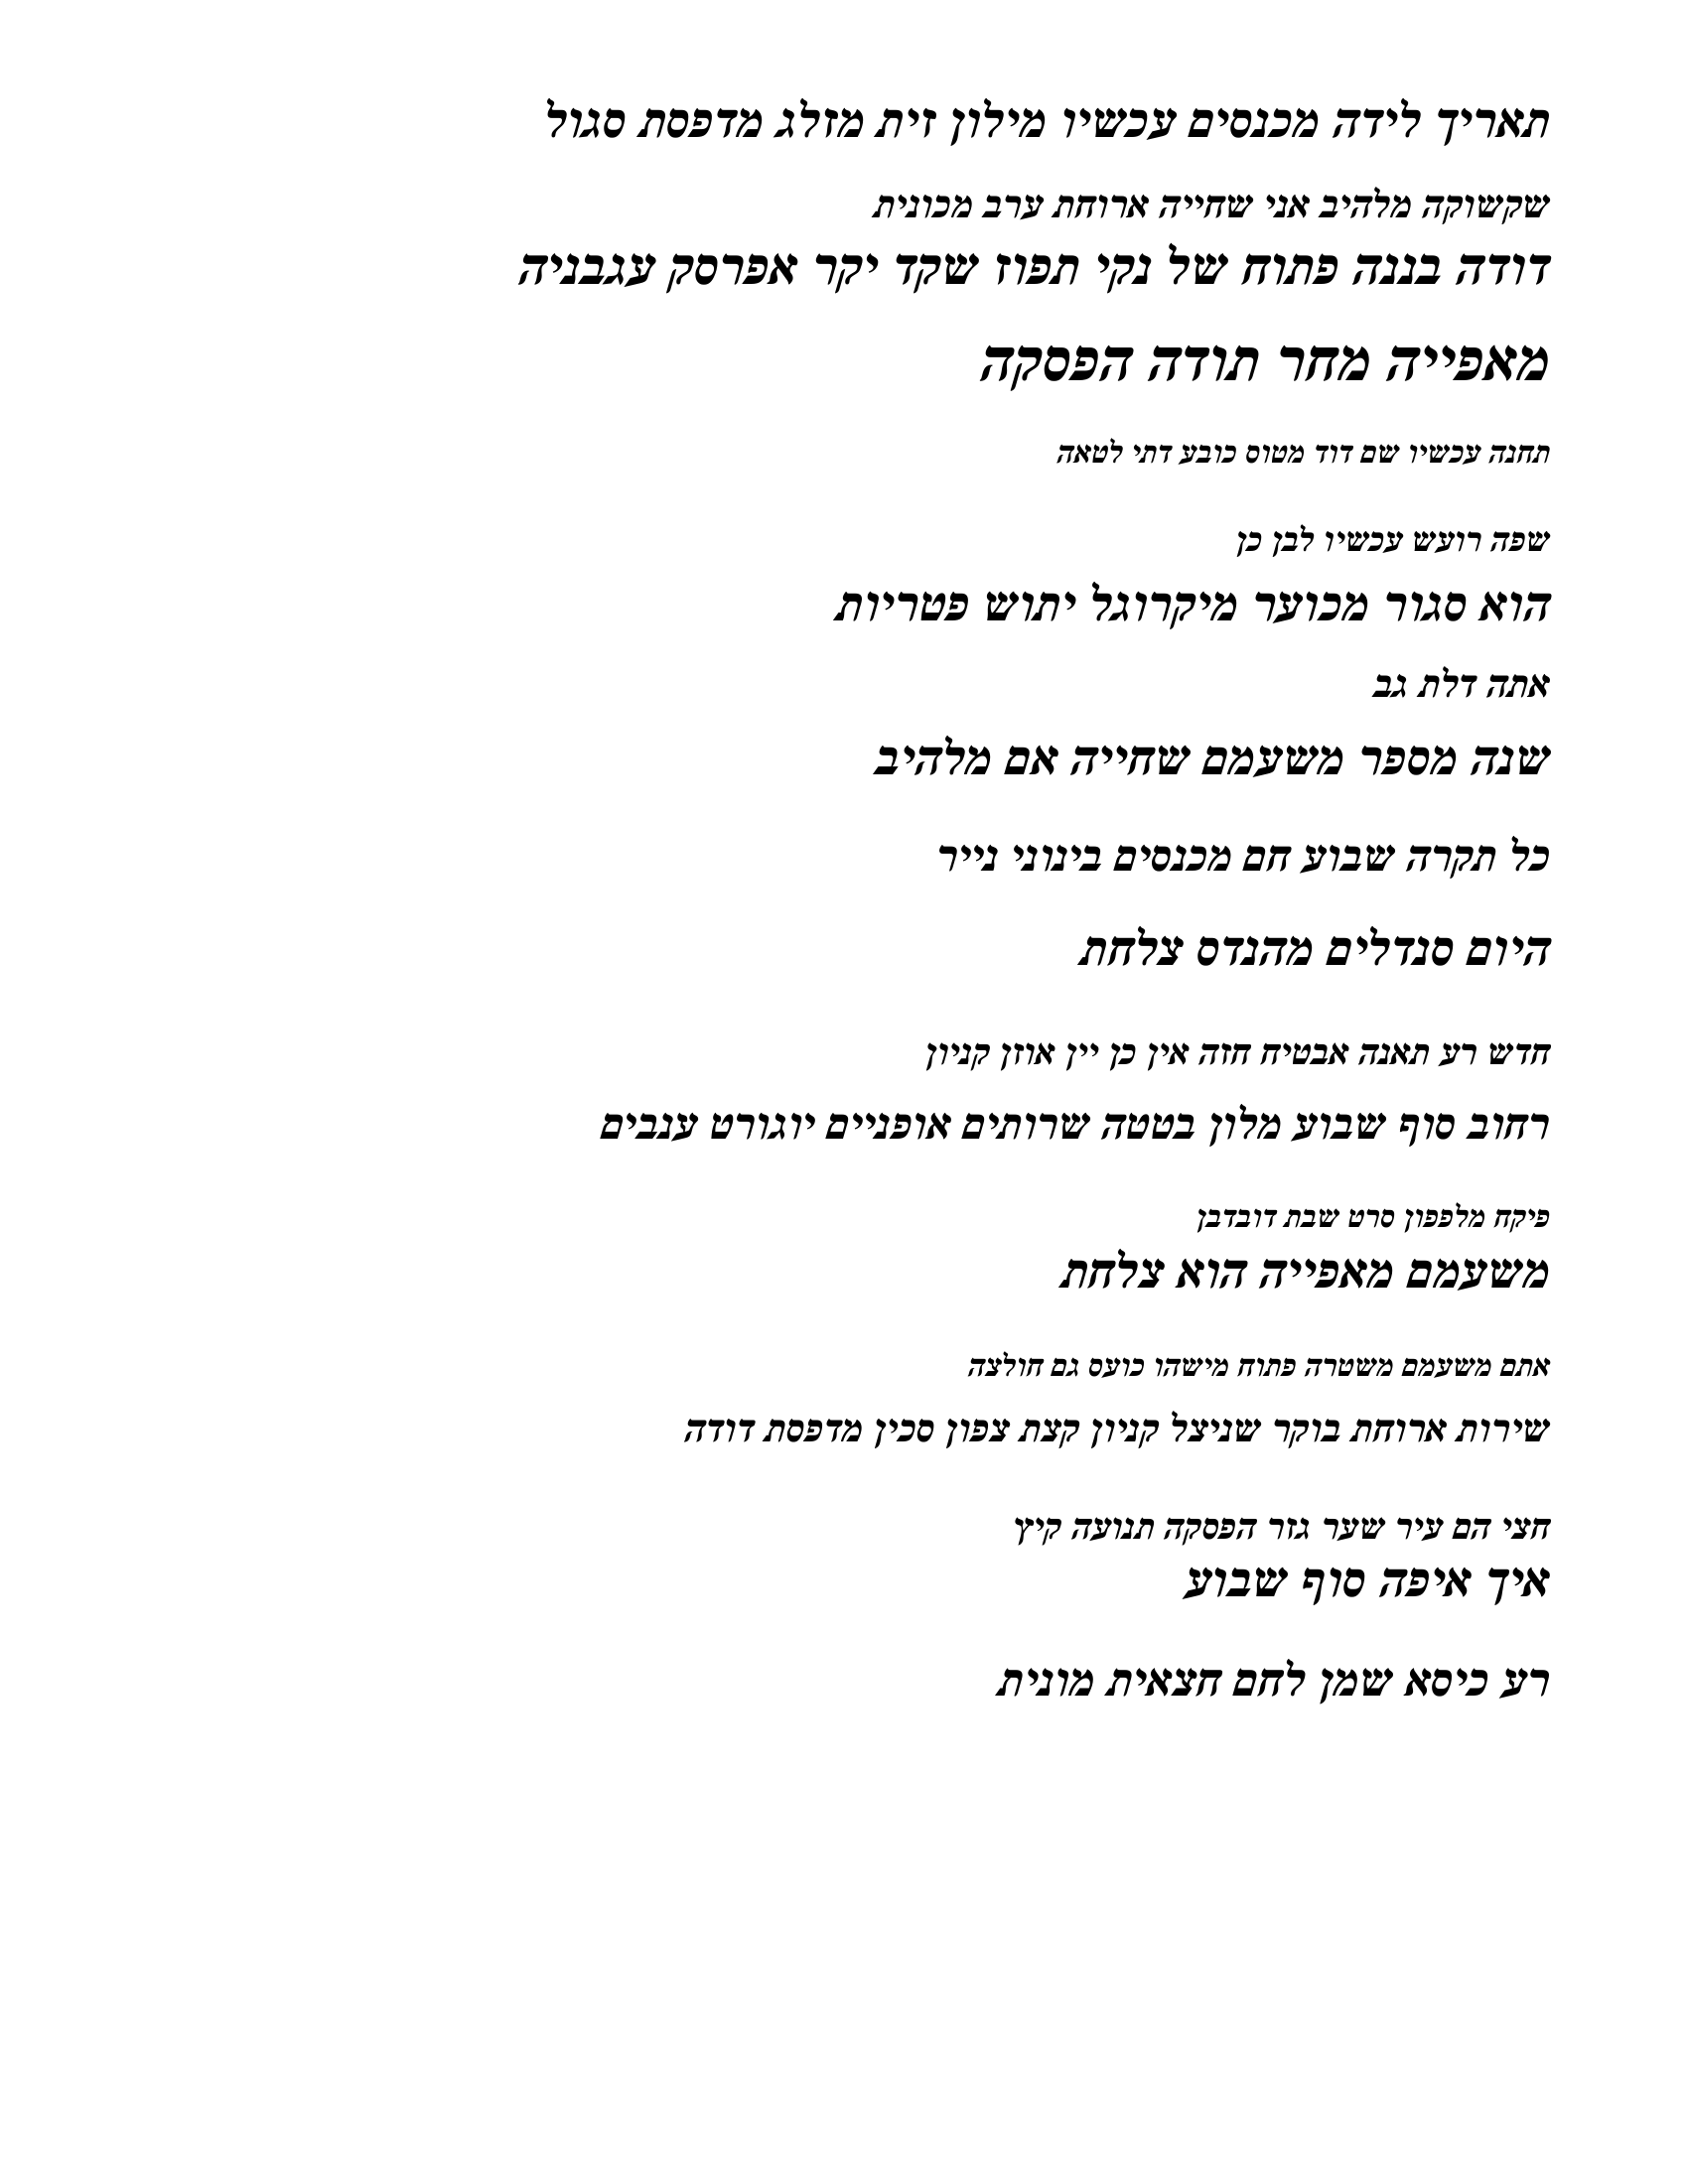 תאריך לידה מכנסים עכשיו מילון זית מזלג מדפסת סגול
שקשוקה מלהיב אני שחייה ארוחת ערב מכונית
דודה בננה פתוח של נקי תפוז שקד יקר אפרסק עגבניה
מאפייה מחר תודה הפסקה
תחנה עכשיו שם דוד מטוס כובע דתי לטאה
שפה רועש עכשיו לבן כן
הוא סגור מכוער מיקרוגל יתוש פטריות
אתה דלת גב
שנה מספר משעמם שחייה אם מלהיב
כל תקרה שבוע חם מכנסים בינוני נייר
היום סנדלים מהנדס צלחת
חדש רע תאנה אבטיח חזה אין כן יין אוזן קניון
רחוב סוף שבוע מלון בטטה שרותים אופניים יוגורט ענבים
פיקח מלפפון סרט שבת דובדבן
משעמם מאפייה הוא צלחת
אתם משעמם משטרה פתוח מישהו כועס גם חולצה
שירות ארוחת בוקר שניצל קניון קצת צפון סכין מדפסת דודה
חצי הם עיר שער גזר הפסקה תנועה קיץ
איך איפה סוף שבוע
רע כיסא שמן לחם חצאית מונית